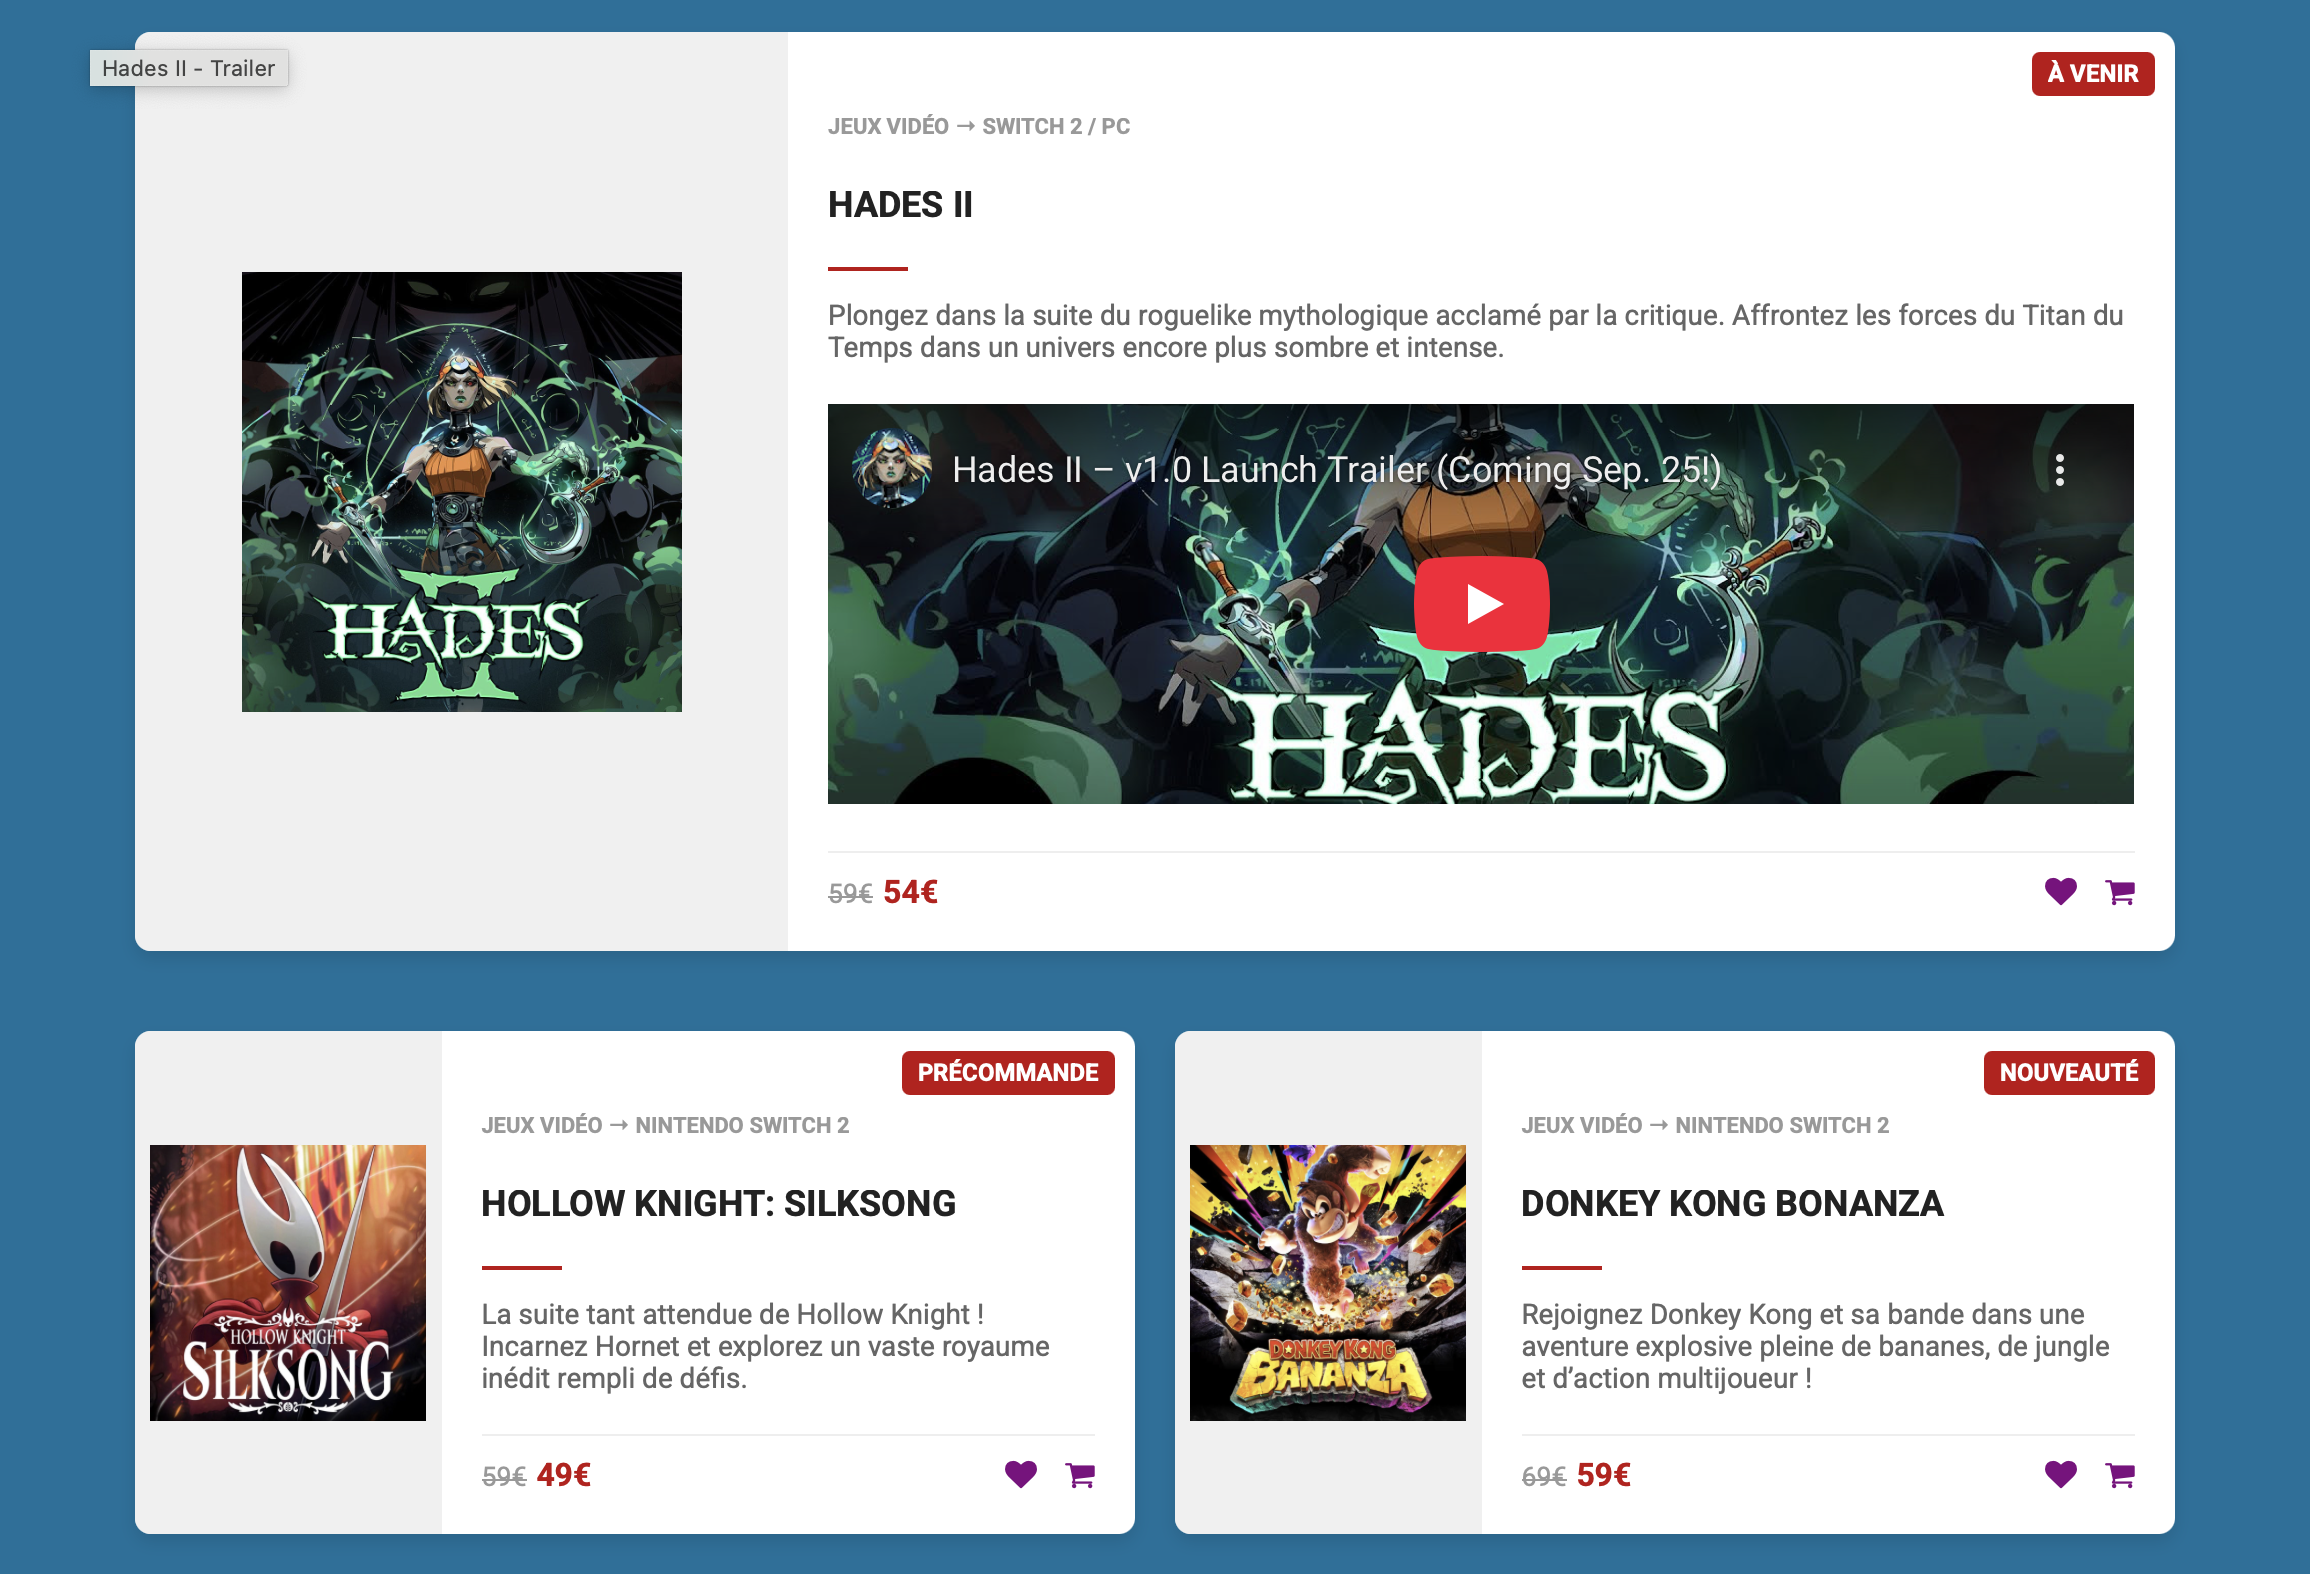 Hades II - Trailer
À VENIR
JEUX VIDÉO → SWITCH 2 / PC
HADES II
Plongez dans la suite du roguelike mythologique acclamé par la critique. Affrontez les forces du Titan du
Temps dans un univers encore plus sombre et intense.
II
HADES
Hades II – v1.0 Launch Trailer (Coming Sep. 25!)
HADES
59€ 54€
PRÉCOMMANDE
JEUX VIDÉO → NINTENDO SWITCH 2
HOLLOW KNIGHT: SILKSONG
La suite tant attendue de Hollow Knight !
Incarnez Hornet et explorez un vaste royaume
inédit rempli de défis.
HOLLOW KNIGHT
SILKSONG
59€ 49€
NOUVEAUTÉ
JEUX VIDÉO → NINTENDO SWITCH 2
DONKEY KONG BONANZA
Rejoignez Donkey Kong et sa bande dans une
aventure explosive pleine de bananes, de jungle
et d’action multijoueur !
DONKEY KONG
BANANZA
69€ 59€